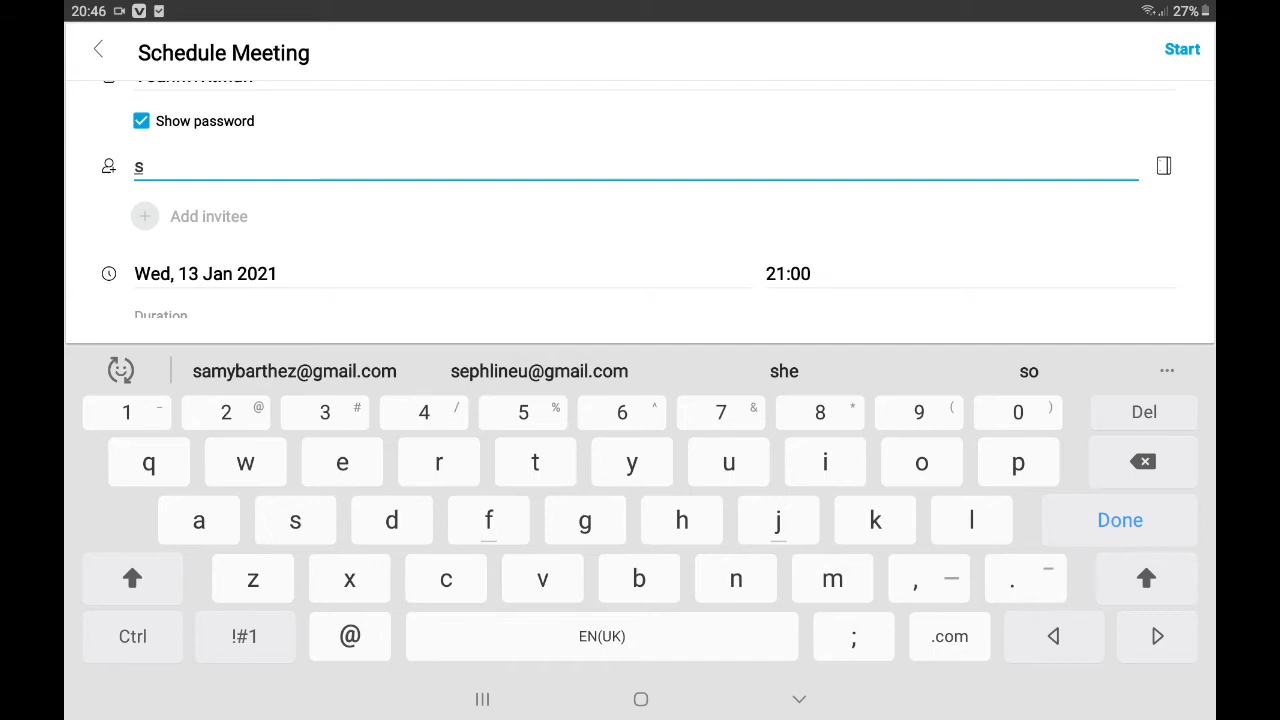 20:46
27%
Schedule Meeting
Start
Show password
s
Add invitee
Wed, 13 Jan 2021 21:00
Duration
samybarthez@gmail.com sephlineu@gmail.com she so ...
1 - 2 @ 3 # 4 / 5 % 6 ^ 7 & 8 * 9 ( 0 ) Del
q w e r t y u i o p
a s d f g h j k l Done
z x c v b n m , — . –
Ctrl !#1 @ EN(UK) ; .com